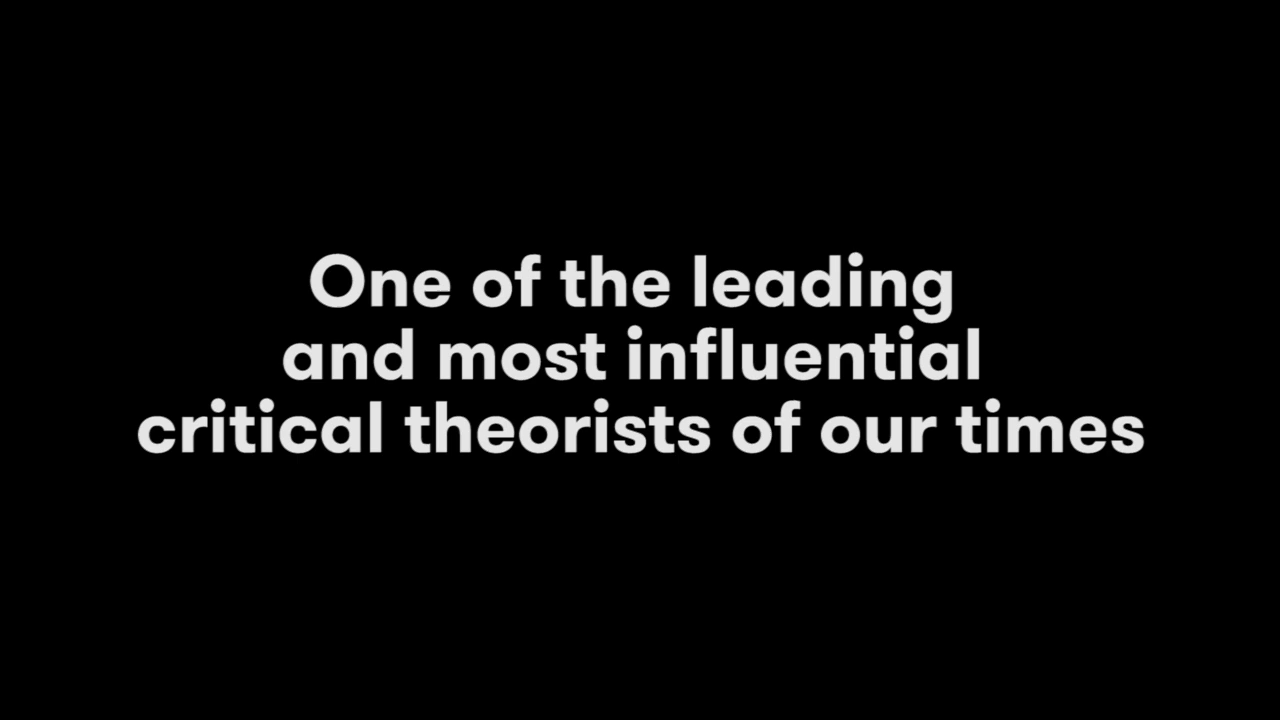 One of the leading
and most influential
critical theorists of our times